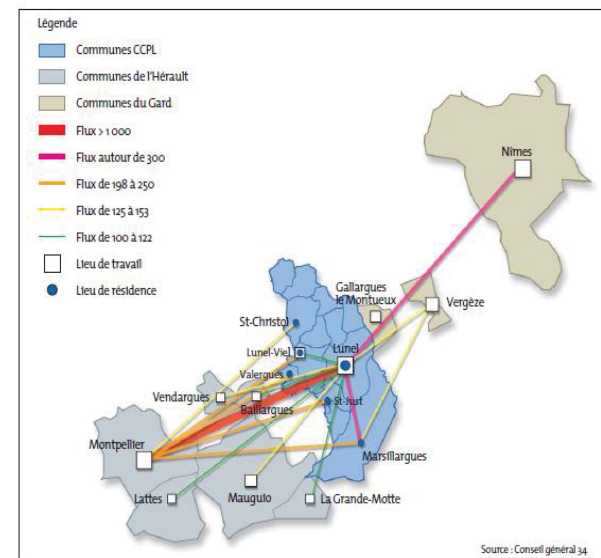 Légende
Communes CCPL
Communes de l'Hérault
Communes du Gard
Flux > 1 000
Flux autour de 300
Flux de 198 à 250
Flux de 125 à 153
Flux de 100 à 122
Lieu de travail
Lieu de résidence
Nîmes
Gallargues
le Montueux
Vergèze
St-Christol
Lunel-Viel
Lunel
Valergues
Vendargues
Baillargues
St-Just
Montpellier
Marsillargues
Lattes
Mauguio
La Grande-Motte
Source : Conseil général 34